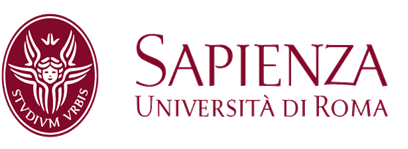 STVDIVM VRBIS
SAPIENZA
UNIVERSITÀ DI ROMA